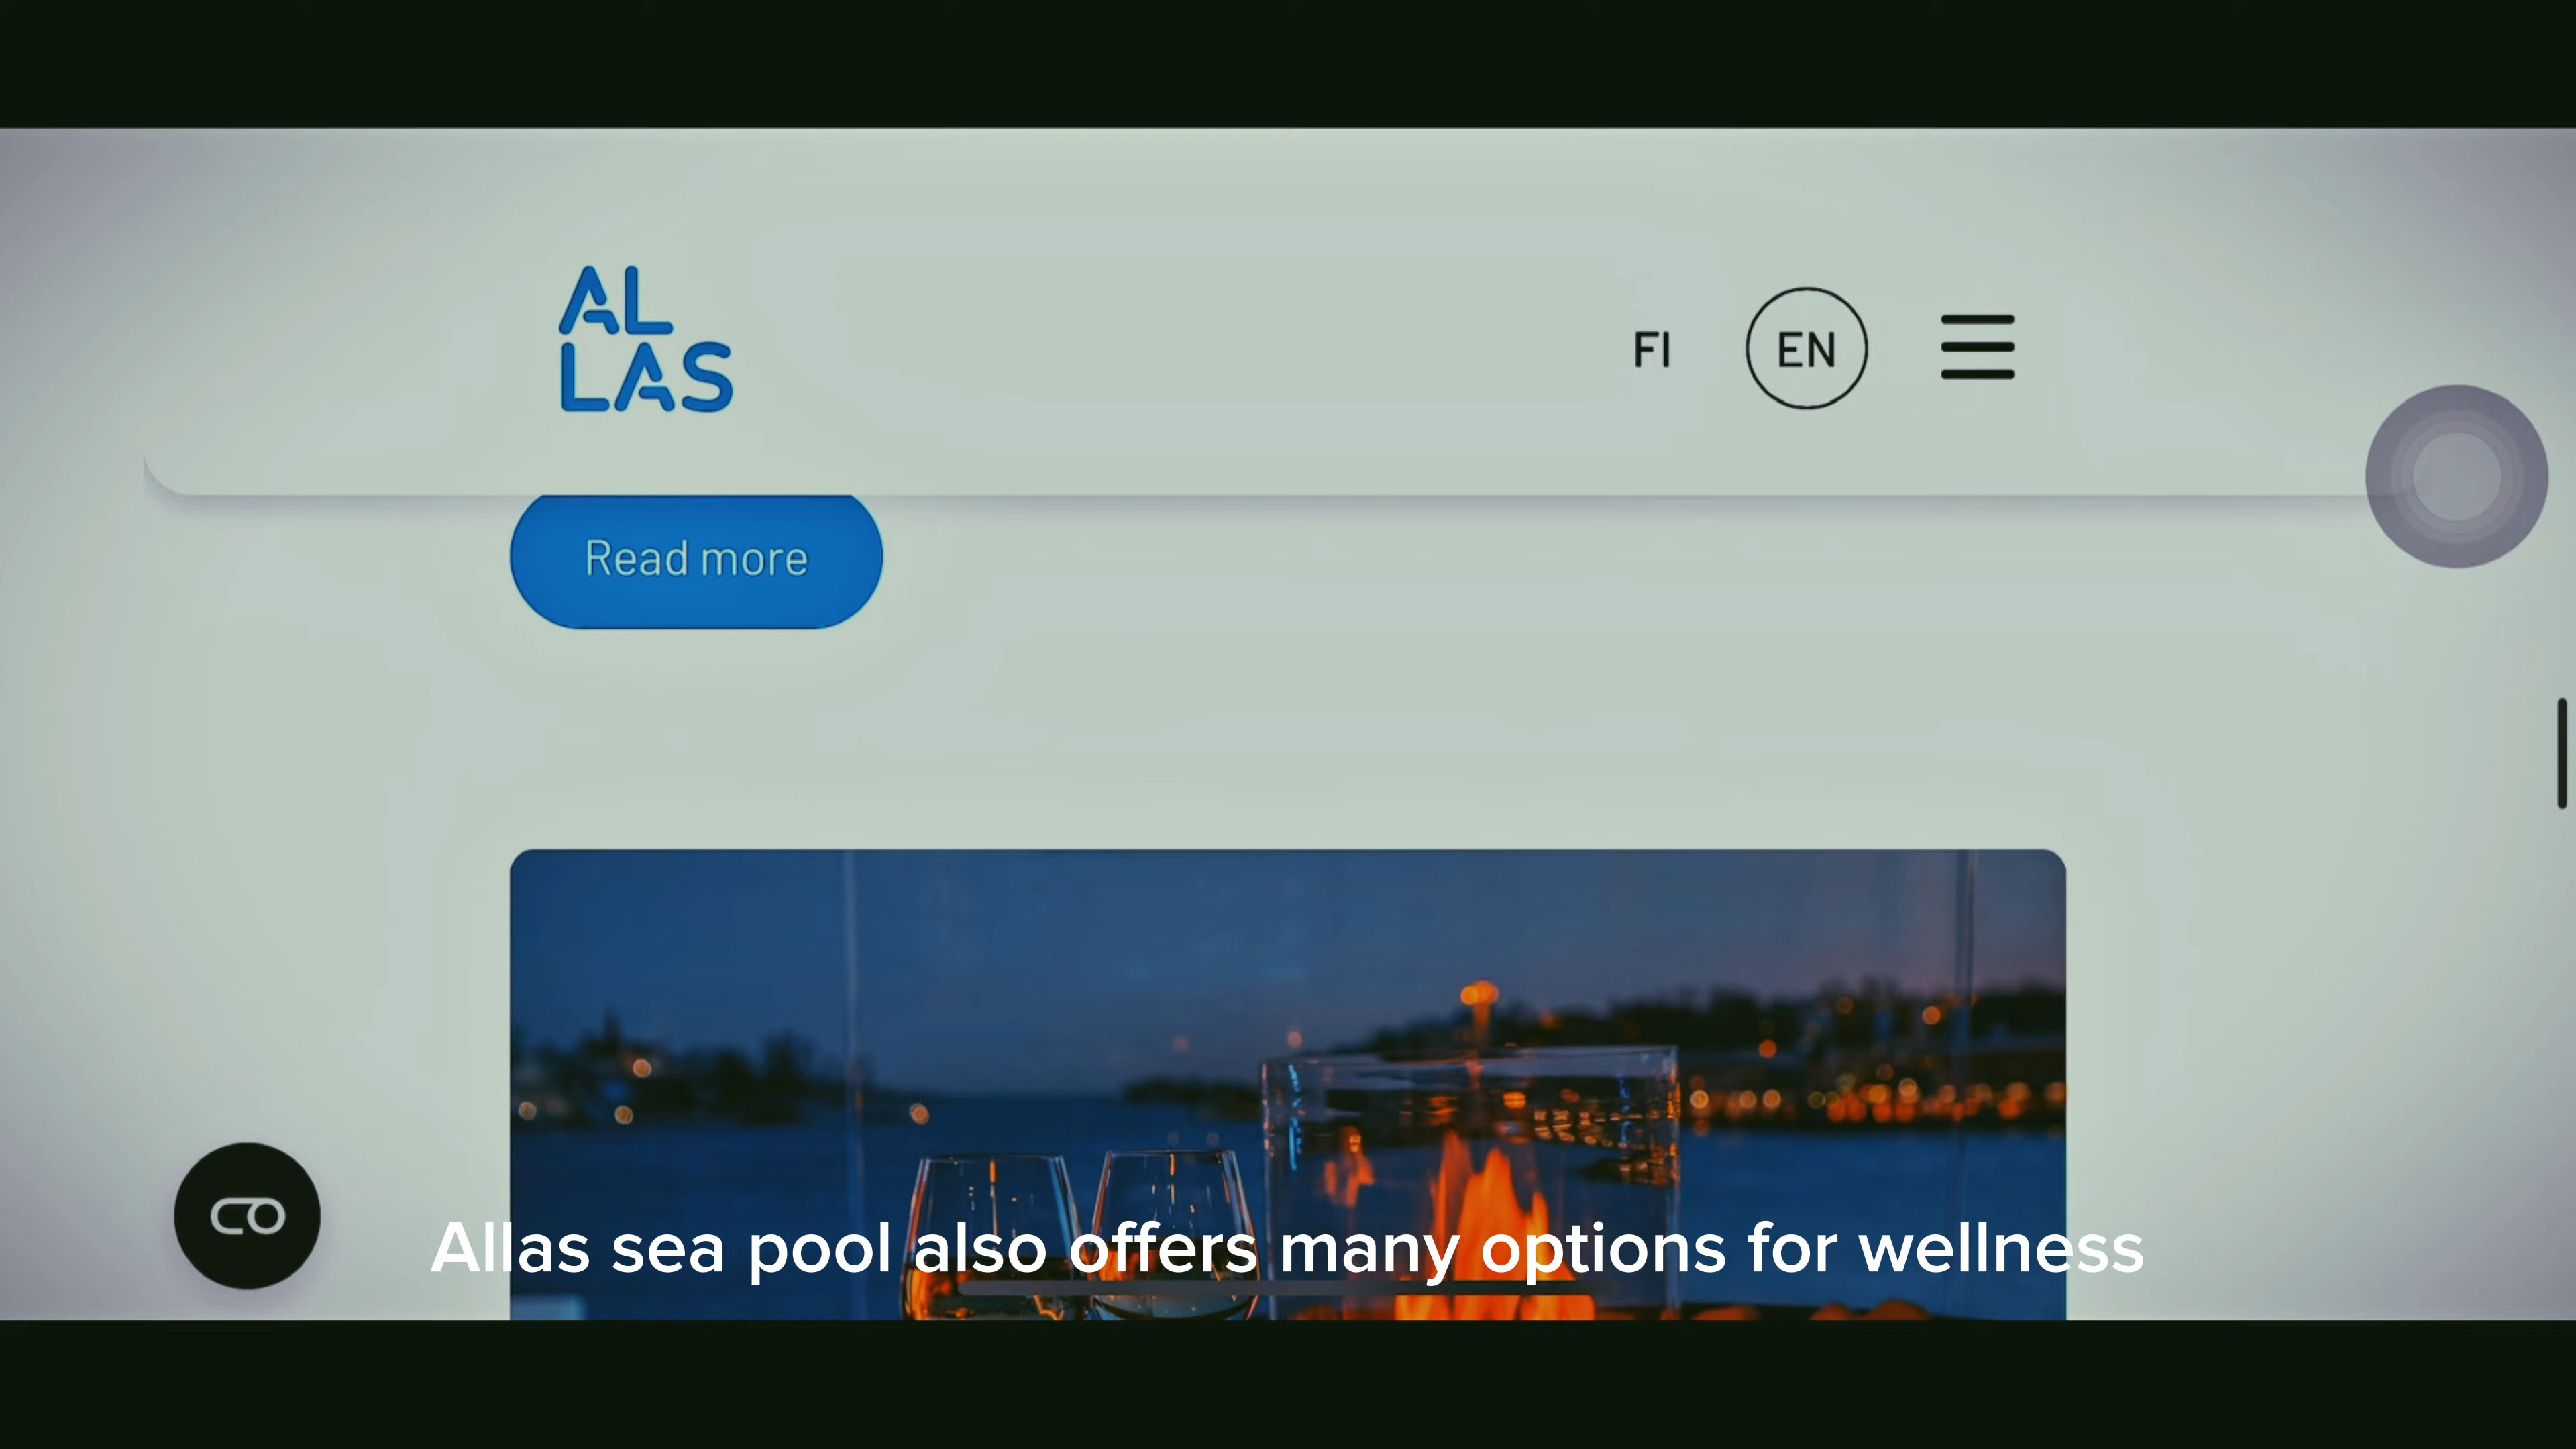 AL
LAS
FI
EN
Read more
Allas sea pool also offers many options for wellness